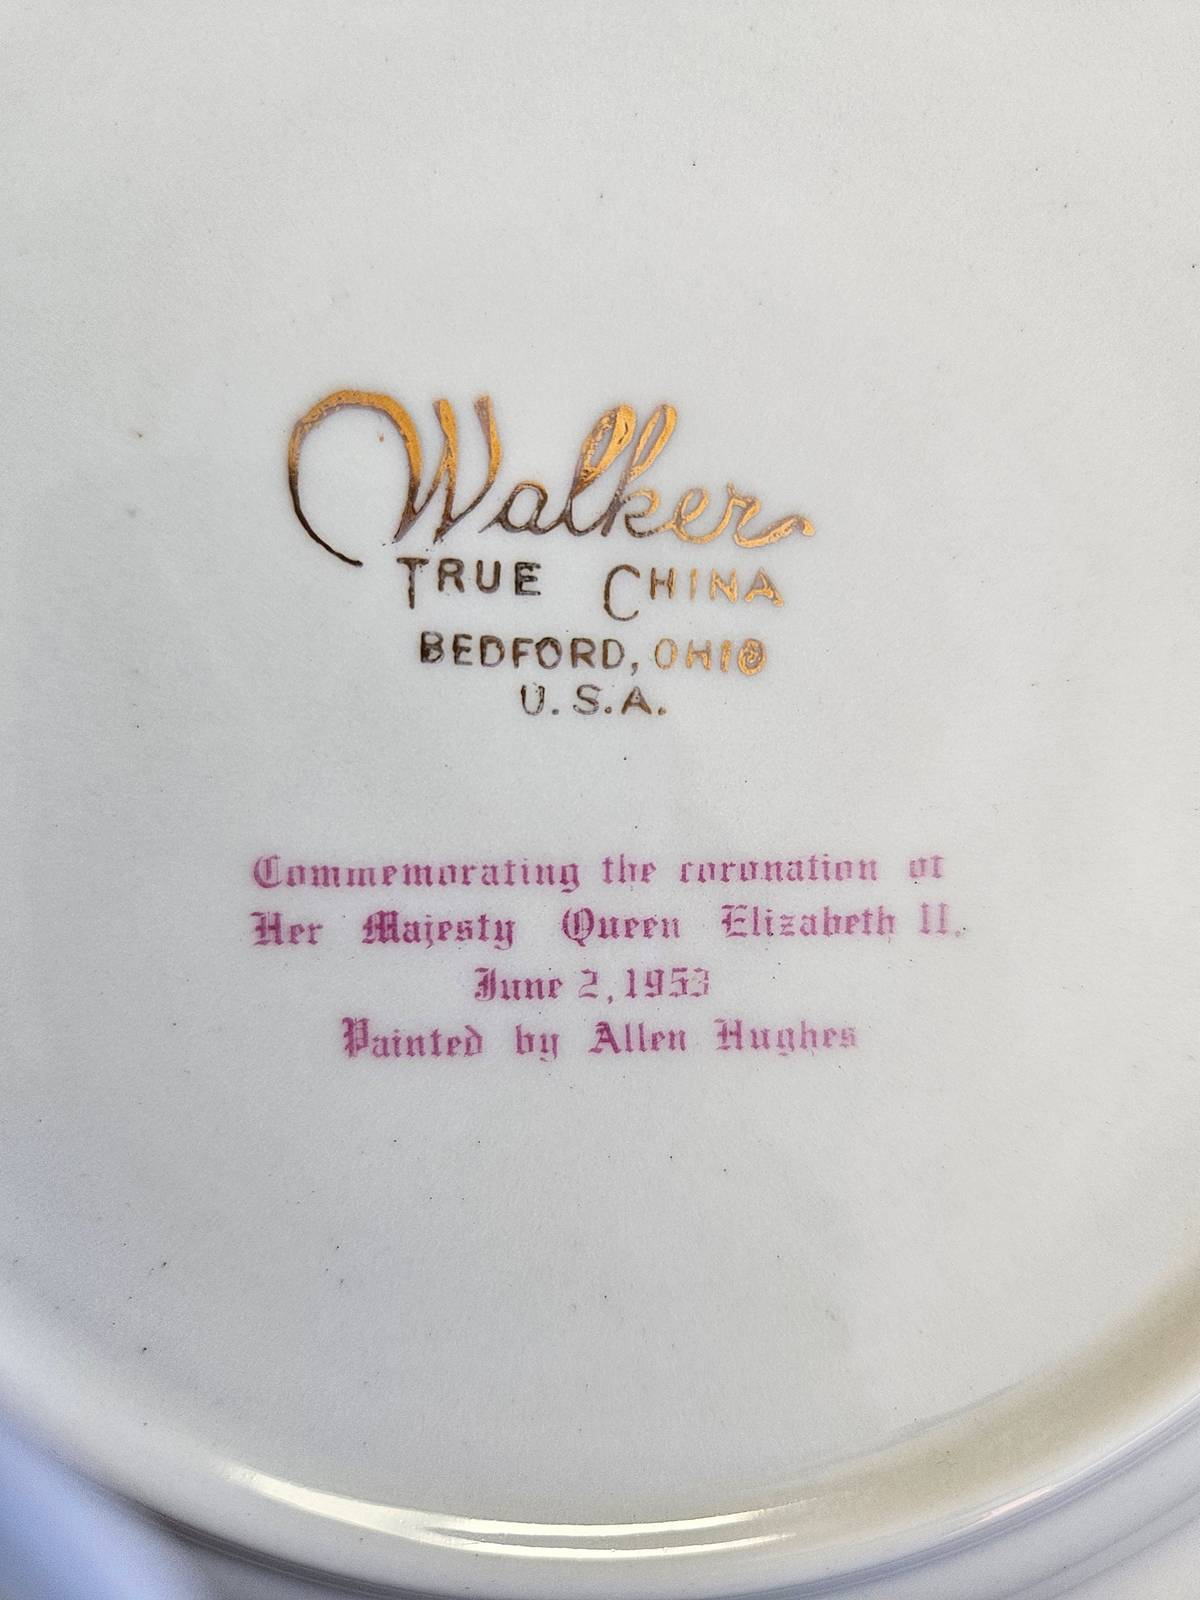 Walker
TRUE CHINA
BEDFORD, OHIO
U.S.A.
Commemorating the coronation of
Her Majesty Queen Elizabeth II.
June 2, 1953
Painted by Allen Hughes